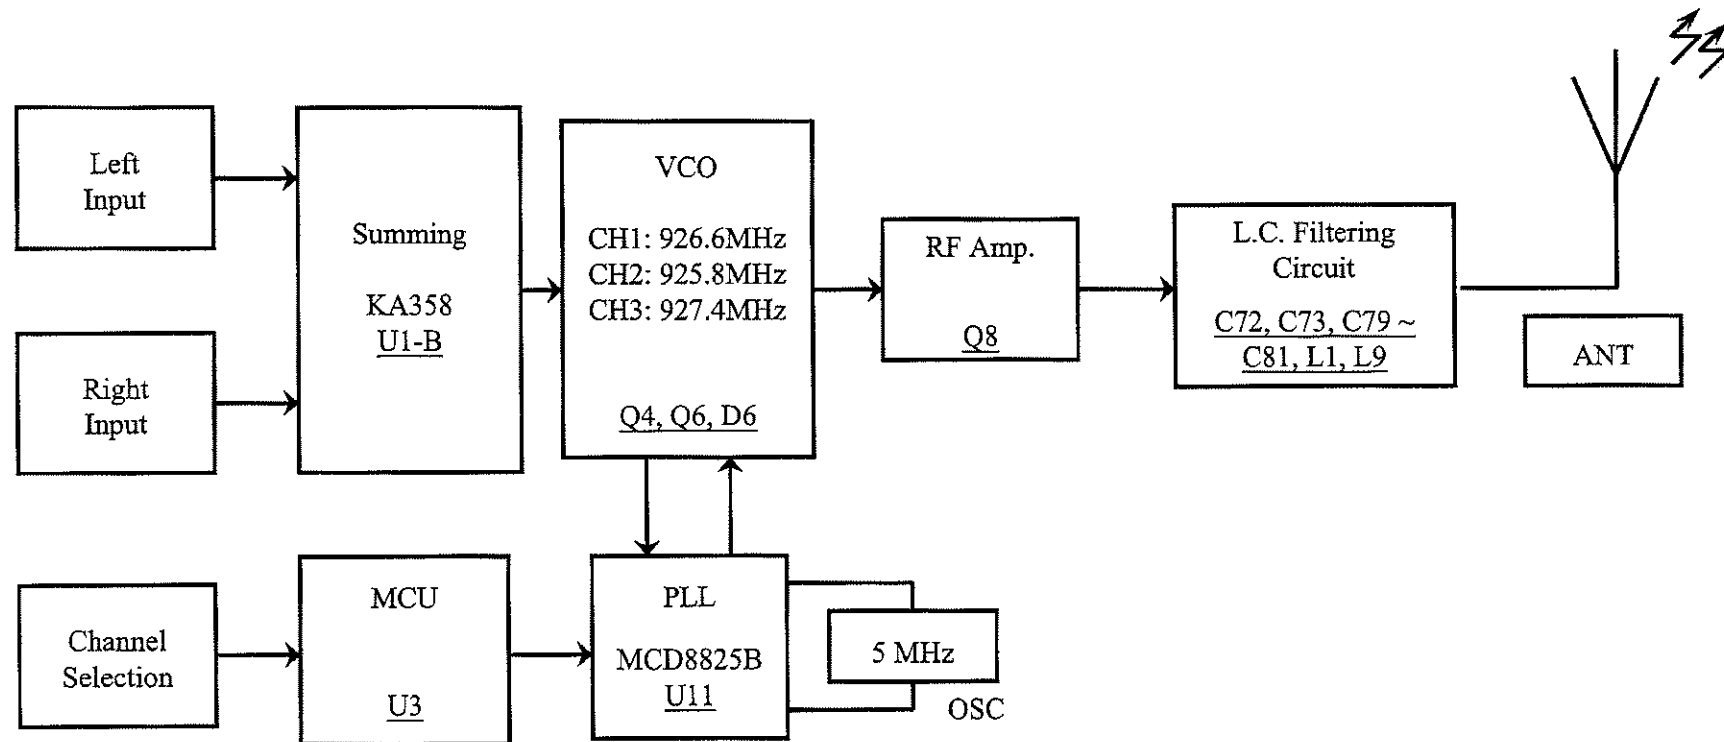 Left
Input
Summing
KA358
U1-B
Right
Input
VCO
CH1: 926.6MHz
CH2: 925.8MHz
CH3: 927.4MHz
Q4, Q6, D6
RF Amp.
Q8
L.C. Filtering
Circuit
C72, C73, C79 ~
C81, L1, L9
ANT
Channel
Selection
MCU
U3
PLL
MCD8825B
U11
5 MHz
OSC